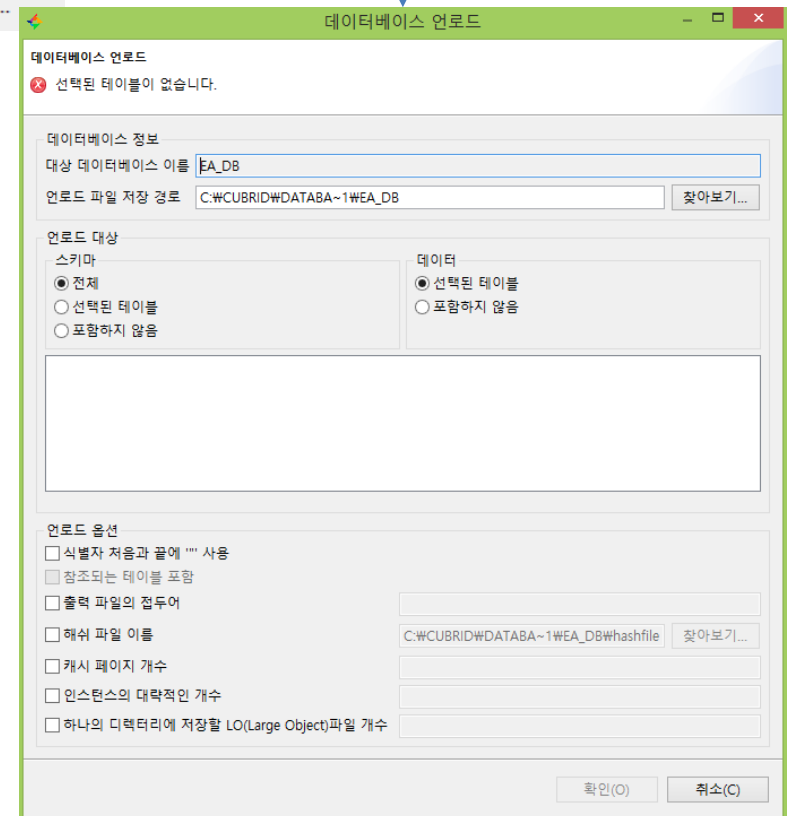 데이터베이스 언로드
데이터베이스 언로드
선택된 테이블이 없습니다.
데이터베이스 정보
대상 데이터베이스 이름 EA_DB
언로드 파일 저장 경로 C:₩CUBRID₩DATABA~1₩EA_DB 찾아보기...
언로드 대상
스키마 데이터
전체 선택된 테이블
선택된 테이블 포함하지 않음
포함하지 않음
언로드 옵션
식별자 처음과 끝에 '"' 사용
참조되는 테이블 포함
출력 파일의 접두어
해쉬 파일 이름 C:₩CUBRID₩DATABA~1₩EA_DB₩hashfile 찾아보기...
캐시 페이지 개수
인스턴스의 대략적인 개수
하나의 디렉터리에 저장할 LO(Large Object)파일 개수
확인(O) 취소(C)